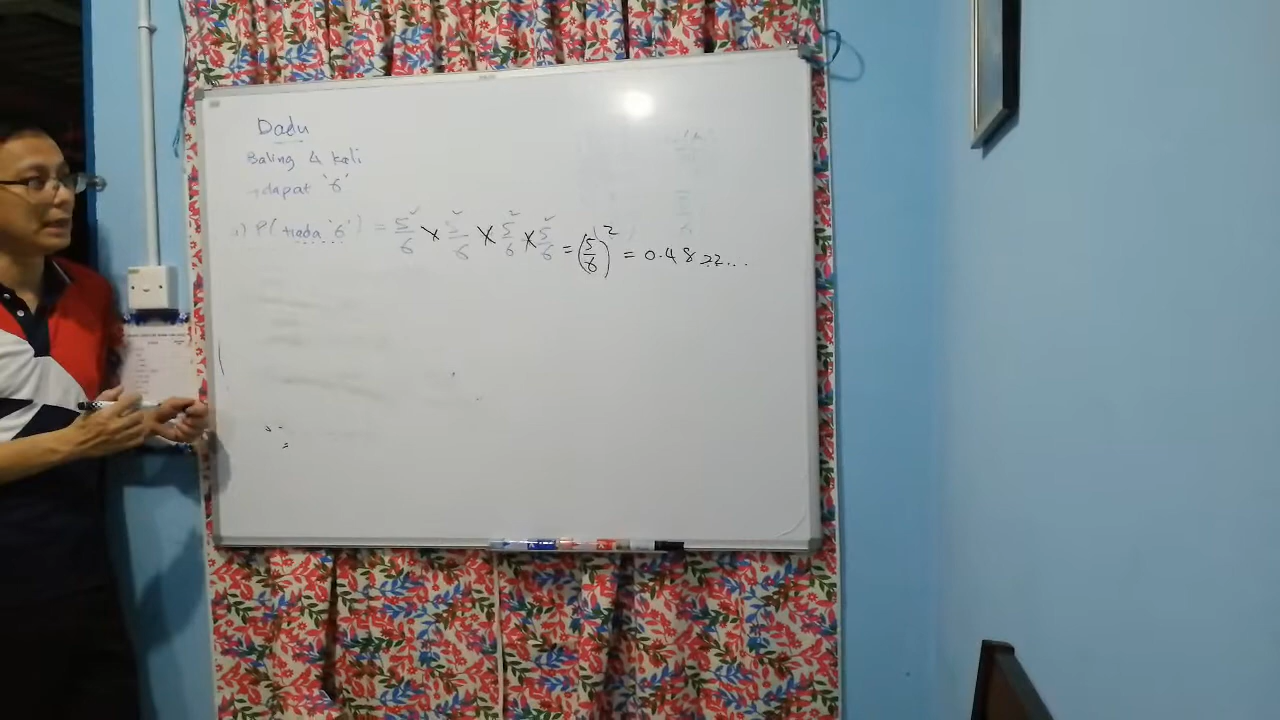 Dadu
Baling 4 kali
→ dapat '6'
1) P(tiada '6') = 5/6 × 5/6 × 5/6 × 5/6 = (5/6)^2 = 0.4822...